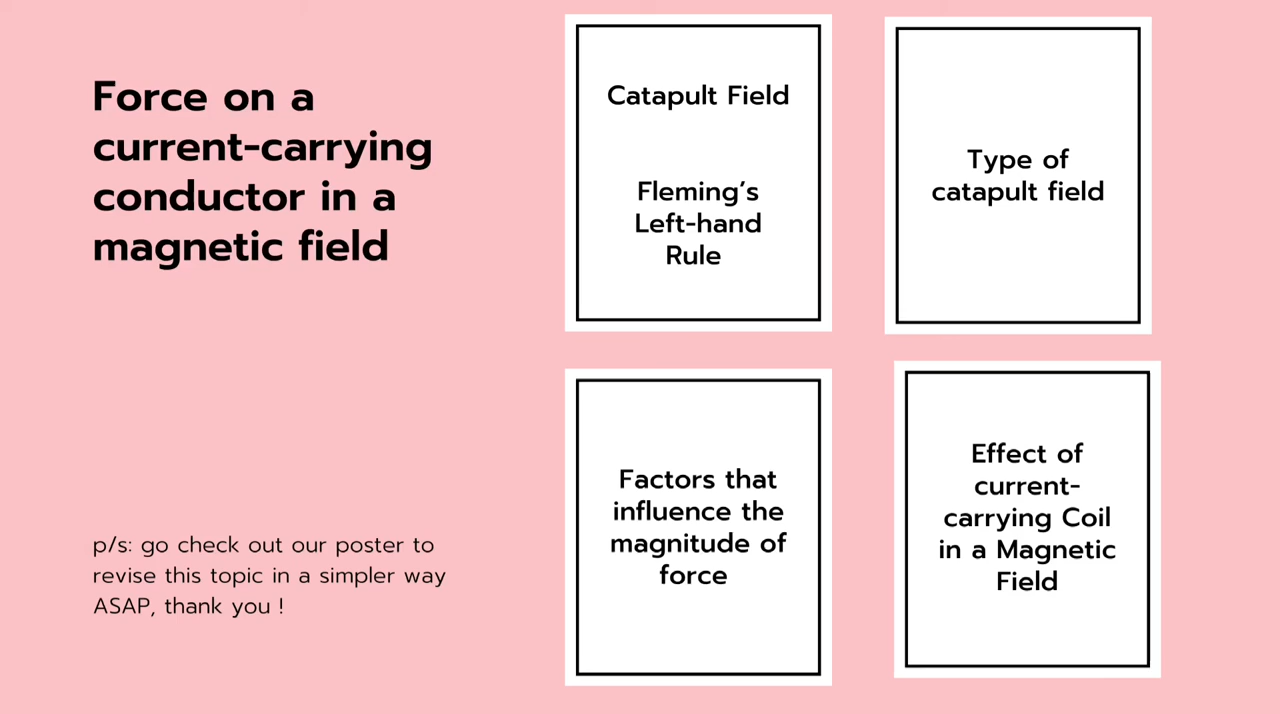 Force on a
current-carrying
conductor in a
magnetic field
p/s: go check out our poster to
revise this topic in a simpler way
ASAP, thank you !
Catapult Field
Fleming’s
Left-hand
Rule
Type of
catapult field
Factors that
influence the
magnitude of
force
Effect of
current-
carrying Coil
in a Magnetic
Field